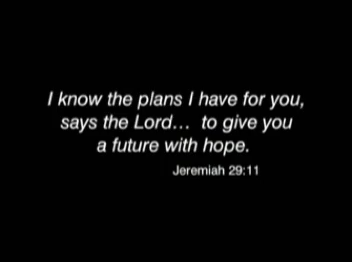 I know the plans I have for you,
says the Lord... to give you
a future with hope.
Jeremiah 29:11